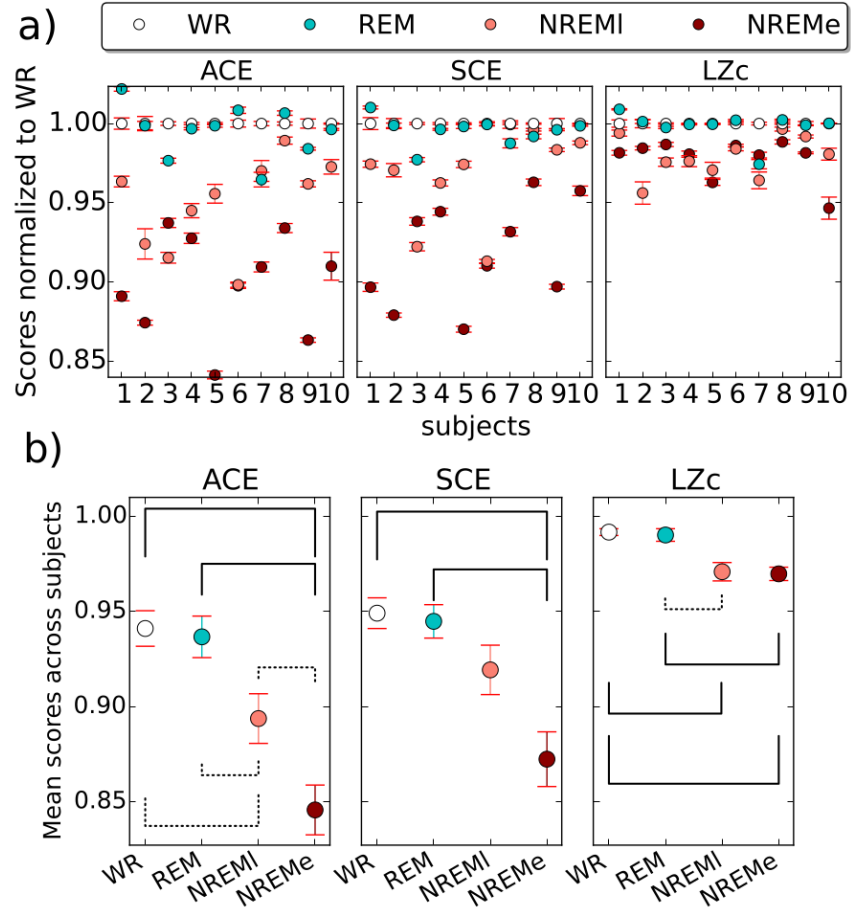 a)
WR REM NREMl NREMe
ACE SCE LZc
Scores normalized to WR
1.00
0.95
0.90
0.85
1 2 3 4 5 6 7 8 9 10 1 2 3 4 5 6 7 8 9 10 1 2 3 4 5 6 7 8 9 10
subjects
b)
ACE SCE LZc
Mean scores across subjects
1.00
0.95
0.90
0.85
WR REM NREMl NREMe WR REM NREMl NREMe WR REM NREMl NREMe